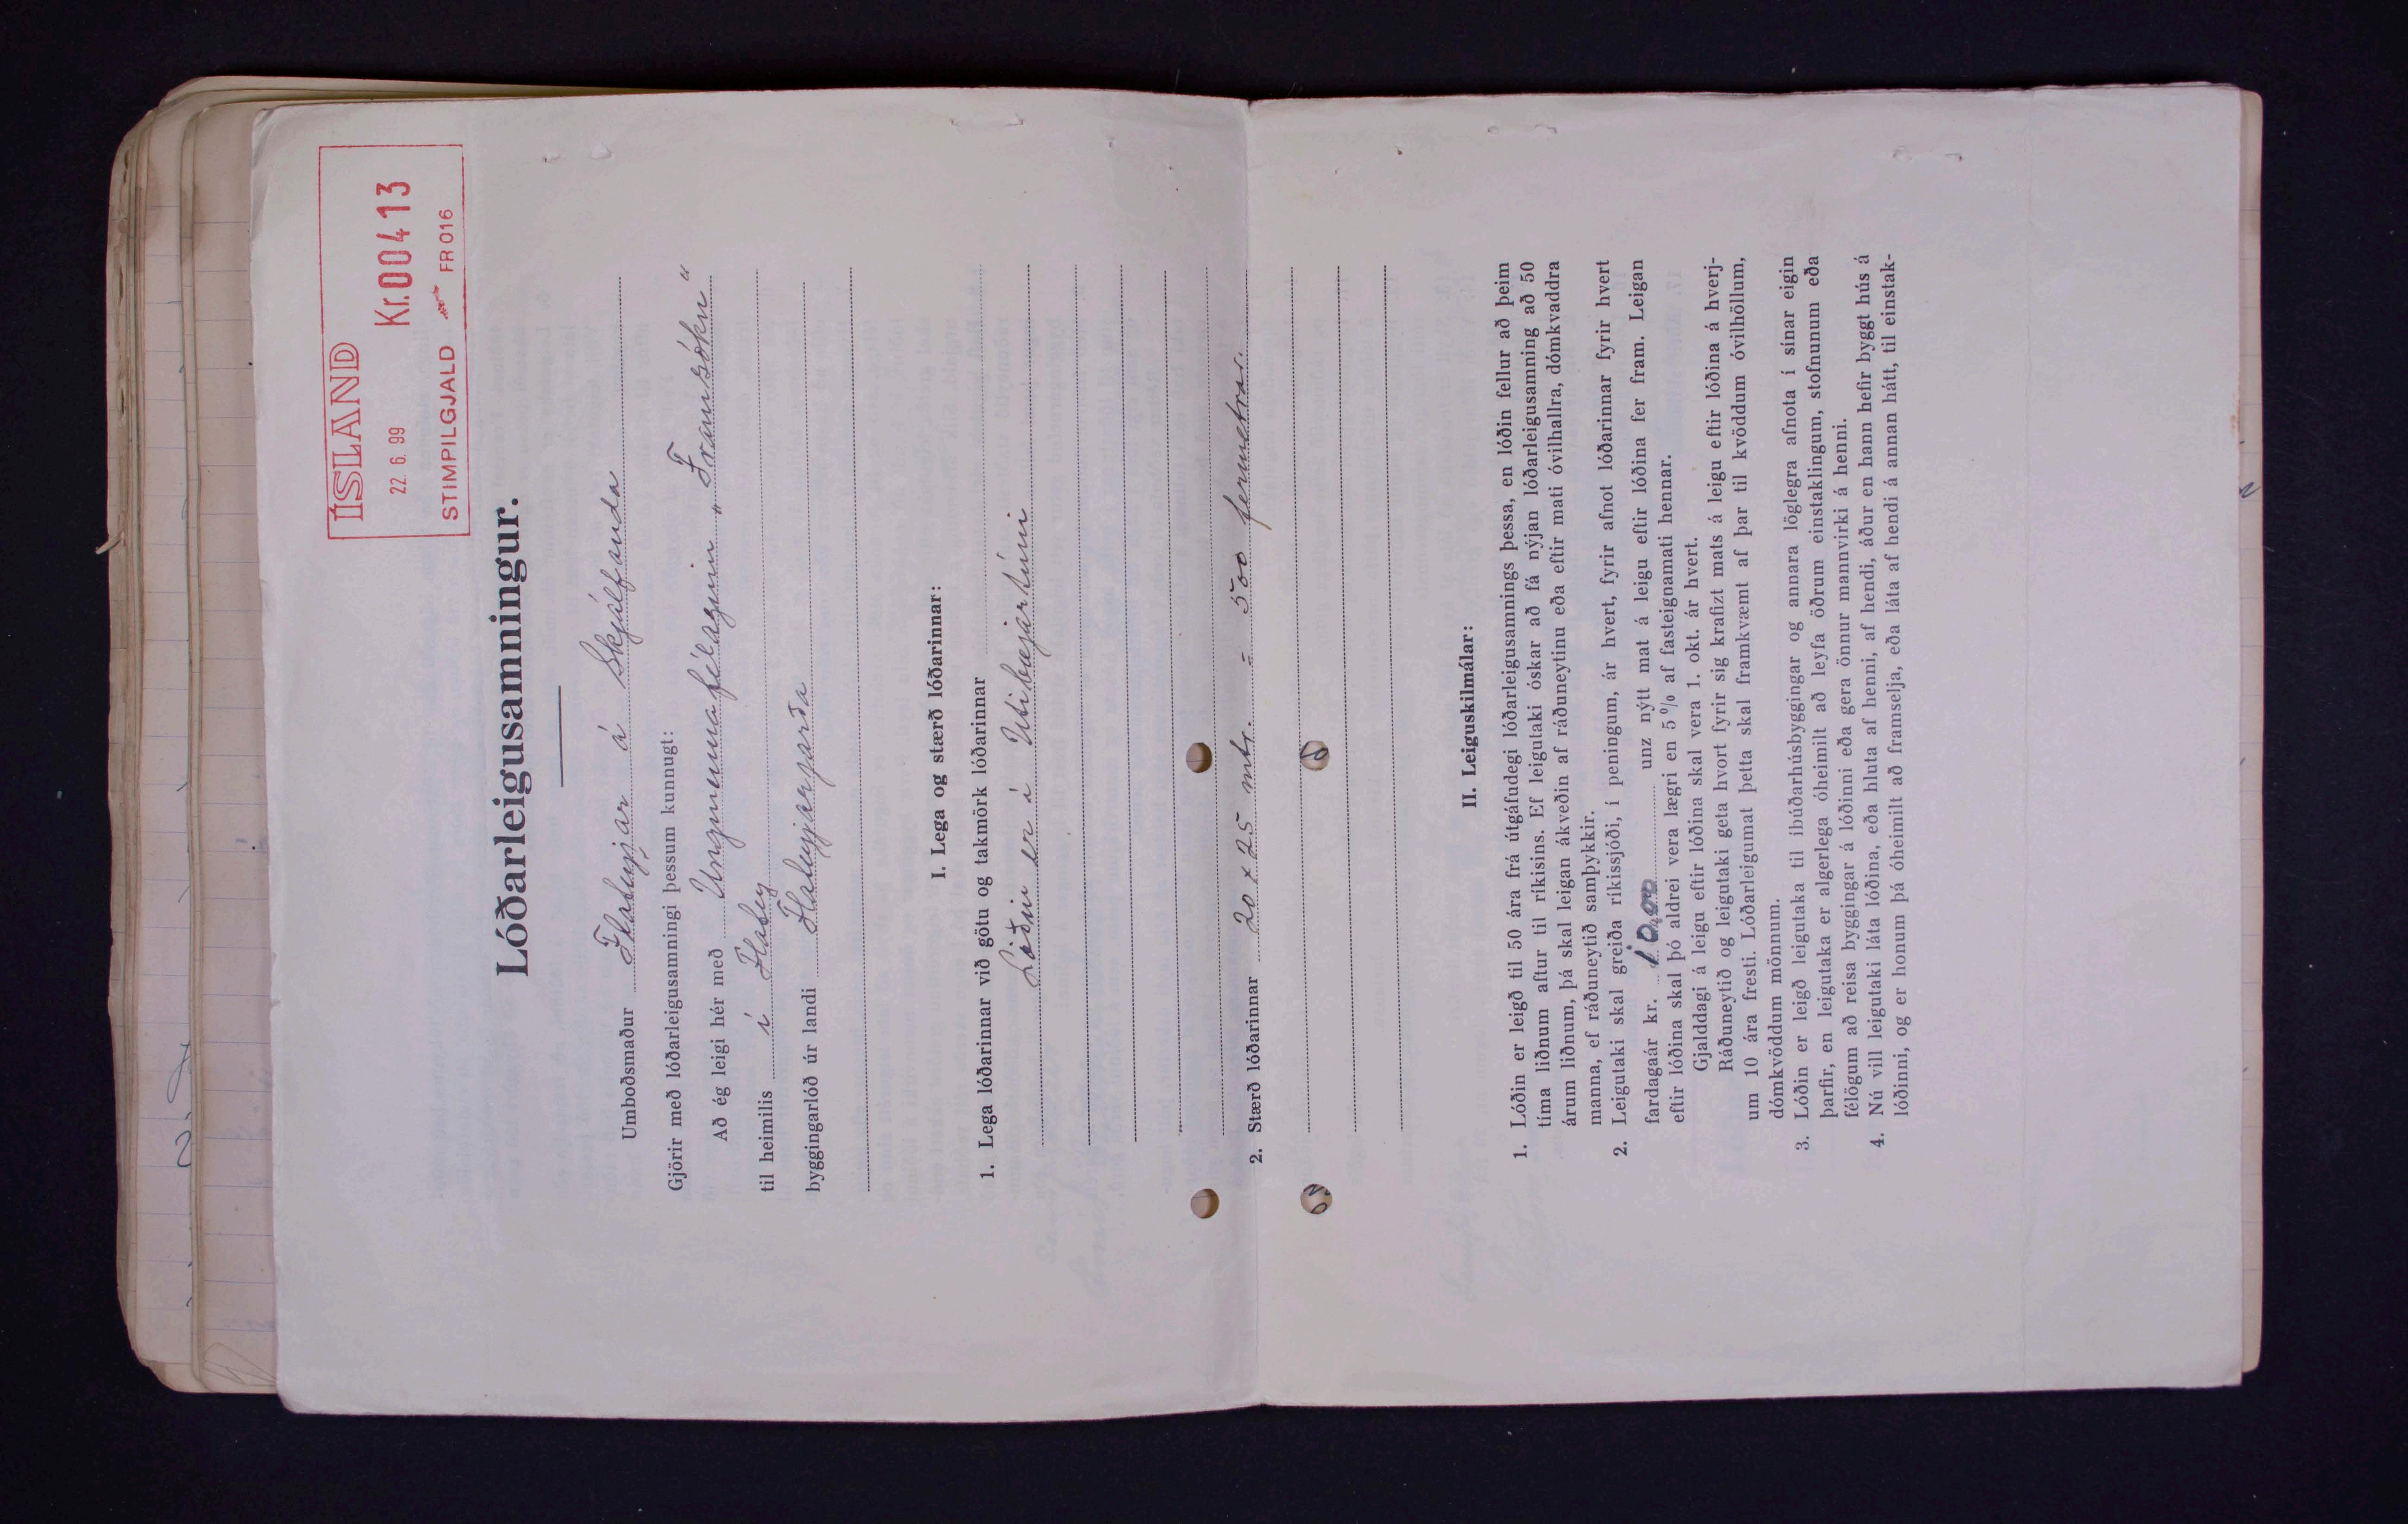 ÍSLAND
22. 6. 99 Kr.00413
STIMPILGJALD FR016
Lóðarleigusamningur.
Umboðsmaður Flateyjar á Skjálfanda
Gjörir með lóðarleigusamningi þessum kunnugt:
Að ég leigi hér með Ungmennafélaginu „Framsókn“
til heimilis í Flatey
byggingarlóð úr landi Flateyjarjarða
I. Lega og stærð lóðarinnar:
1. Lega lóðarinnar við götu og takmörk lóðarinnar
Lóðin er í Útibæjartúni
2. Stærð lóðarinnar 20 x 25 mtr. = 500 fermetrar.
II. Leiguskilmálar:
1. Lóðin er leigð til 50 ára frá útgáfudegi lóðarleigusamnings þessa, en lóðin fellur að þeim
tíma liðnum aftur til ríkisins. Ef leigutaki óskar að fá nýjan lóðarleigusamning að 50
árum liðnum, þá skal leigan ákveðin af ráðuneytinu eða eftir mati óvilhallra, dómkvaddra
manna, ef ráðuneytið samþykkir.
2. Leigutaki skal greiða ríkissjóði, í peningum, ár hvert, fyrir afnot lóðarinnar fyrir hvert
fardagaár kr. 10,00 unz nýtt mat á leigu eftir lóðina fer fram. Leigan
eftir lóðina skal þó aldrei vera lægri en 5 % af fasteignamati hennar.
Gjalddagi á leigu eftir lóðina skal vera 1. okt. ár hvert.
Ráðuneytið og leigutaki geta hvort fyrir sig krafizt mats á leigu eftir lóðina á hverj-
um 10 ára fresti. Lóðarleigumat þetta skal framkvæmt af þar til kvöddum óvilhöllum,
dómkvöddum mönnum.
3. Lóðin er leigð leigutaka til íbúðarhúsbyggingar og annara löglegra afnota í sínar eigin
þarfir, en leigutaka er algerlega óheimilt að leyfa öðrum einstaklingum, stofnunum eða
félögum að reisa byggingar á lóðinni eða gera önnur mannvirki á henni.
4. Nú vill leigutaki láta lóðina, eða hluta af henni, af hendi, áður en hann hefir byggt hús á
lóðinni, og er honum þá óheimilt að framselja, eða láta af hendi á annan hátt, til einstak-